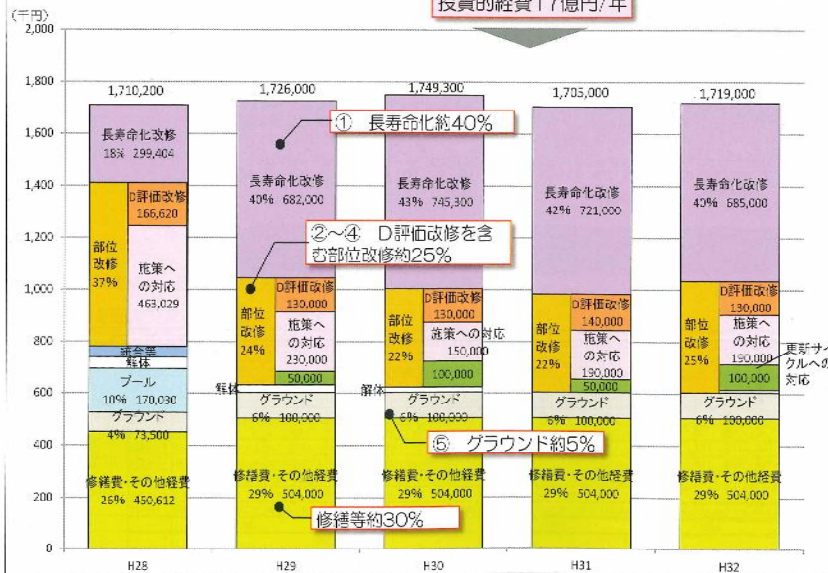 投資的経費17億円/年
(千円)
2,000
1,800
1,600
1,400
1,200
1,000
800
600
400
200
0
1,710,200
長寿命化改修
18% 299,404
D評価改修
166,620
部位
改修
37%
施策へ
の対応
463,029
統合等
解体
プール
10% 170,030
グラウンド
4% 73,500
修繕費・その他経費
26% 450,612
H28
1,726,000
① 長寿命化約40%
長寿命化改修
40% 682,000
②~④ D評価改修を含
む部位改修約25%
D評価改修
130,000
部位
改修
24%
施策へ
の対応
230,000
50,000
解体
グラウンド
6% 100,000
修繕費・その他経費
29% 504,000
修繕等約30%
H29
1,749,300
長寿命化改修
43% 745,300
D評価改修
130,000
部位
改修
22%
施策への対応
150,000
100,000
解体
グラウンド
6% 100,000
⑤ グラウンド約5%
修繕費・その他経費
29% 504,000
H30
1,705,000
長寿命化改修
42% 721,000
D評価改修
140,000
部位
改修
22%
施策へ
の対応
190,000
50,000
グラウンド
6% 100,000
修繕費・その他経費
29% 504,000
H31
1,719,000
長寿命化改修
40% 685,000
D評価改修
130,000
部位
改修
25%
施策へ
の対応
190,000
100,000
更新サイ
クルへの
対応
グラウンド
6% 100,000
修繕費・その他経費
29% 504,000
H32